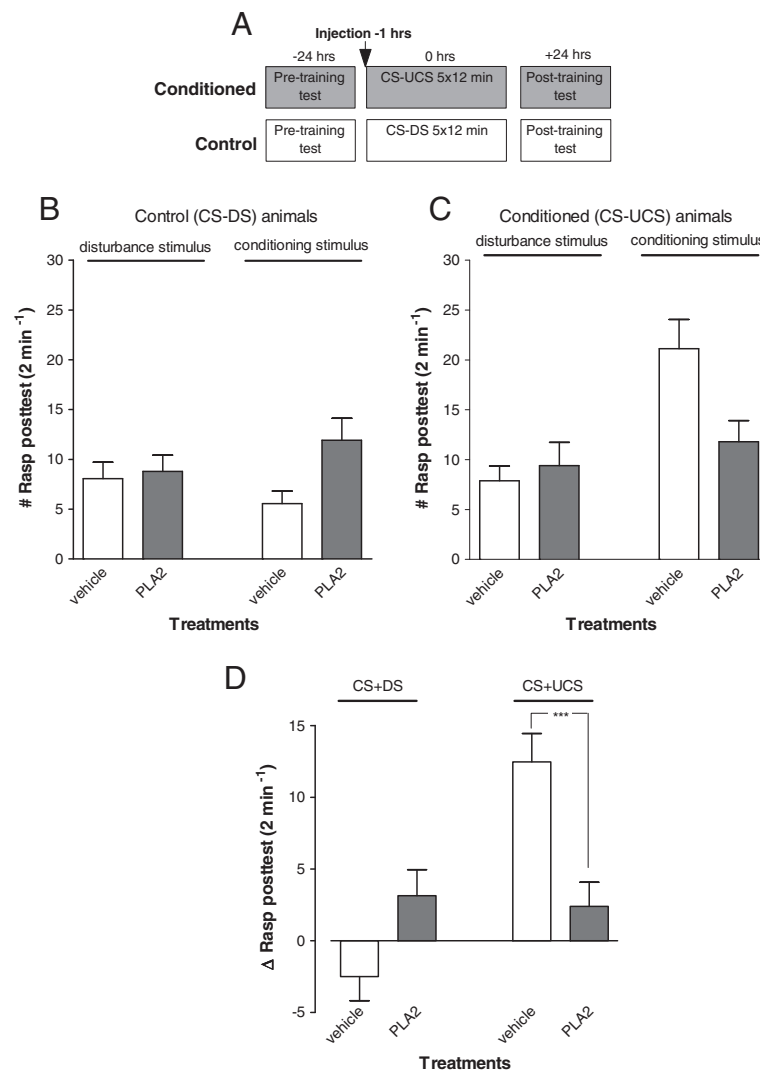 A
Injection -1 hrs
-24 hrs 0 hrs +24 hrs
Conditioned
Pre-training
test
CS-UCS 5x12 min
Post-training
test
Control
Pre-training
test
CS-DS 5x12 min
Post-training
test
B
Control (CS-DS) animals
disturbance stimulus conditioning stimulus
# Rasp posttest (2 min -1)
30
25
20
15
10
5
0
vehicle PLA2 vehicle PLA2
Treatments
C
Conditioned (CS-UCS) animals
disturbance stimulus conditioning stimulus
# Rasp posttest (2 min -1)
30
25
20
15
10
5
0
vehicle PLA2 vehicle PLA2
Treatments
D
CS+DS CS+UCS
***
Δ Rasp posttest (2 min -1)
15
10
5
0
-5
vehicle PLA2 vehicle PLA2
Treatments